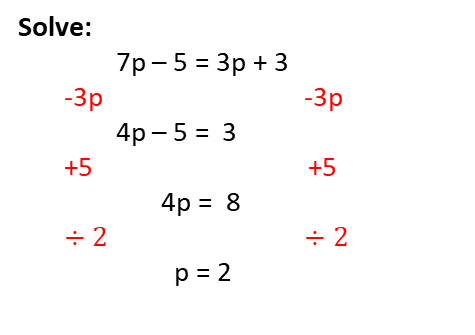 Solve:
7p – 5 = 3p + 3
-3p -3p
4p – 5 = 3
+5 +5
4p = 8
÷ 2 ÷ 2
p = 2